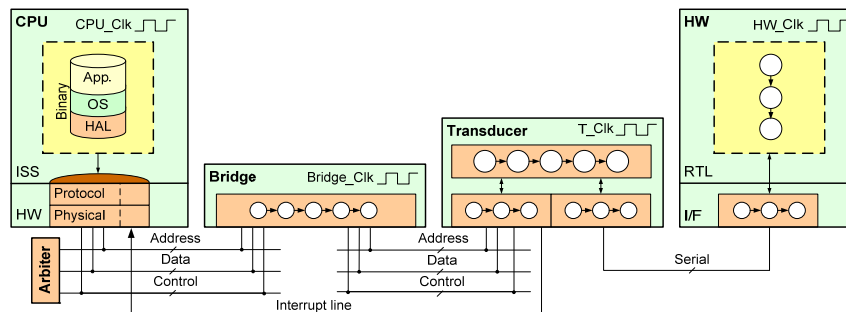 CPU
CPU_Clk
Binary
App.
OS
HAL
ISS
Protocol
HW
Physical
Bridge
Bridge_Clk
Transducer
T_Clk
HW
HW_Clk
RTL
I/F
Arbiter
Address
Data
Control
Address
Data
Control
Interrupt line
Serial